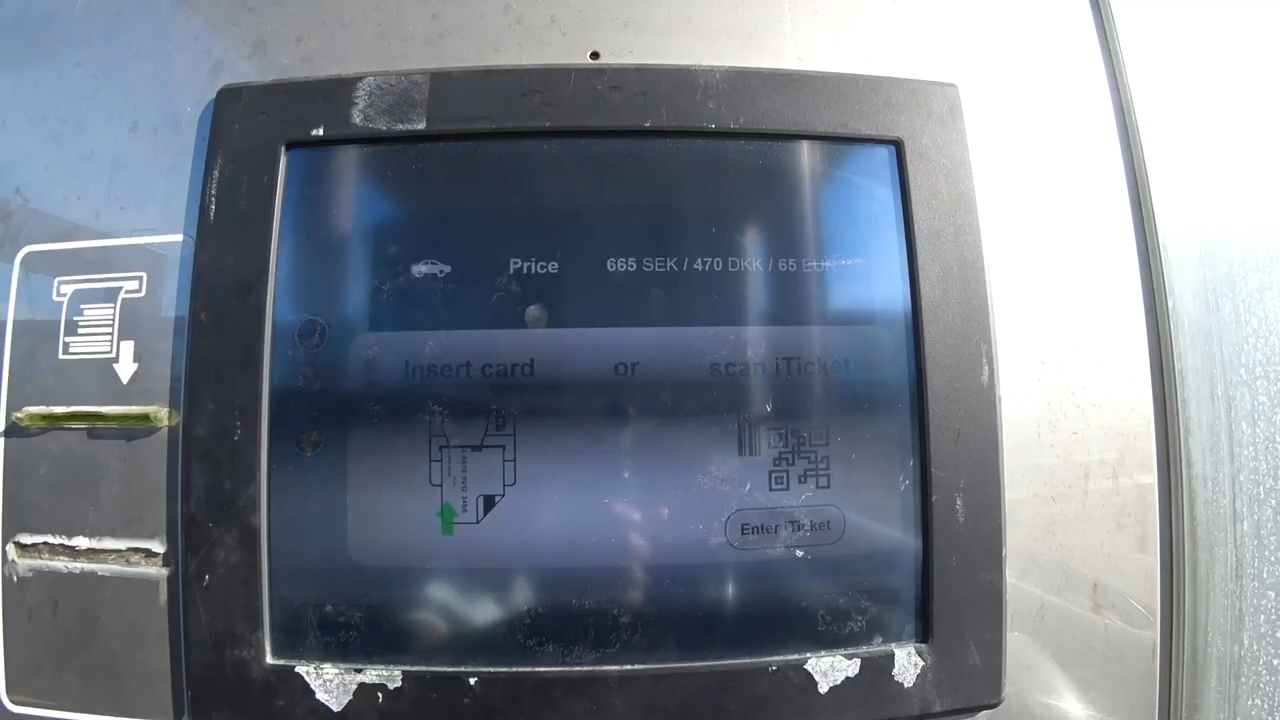 Price 665 SEK / 470 DKK / 65 EUR
Insert card or scan iTicket
Enter iTicket